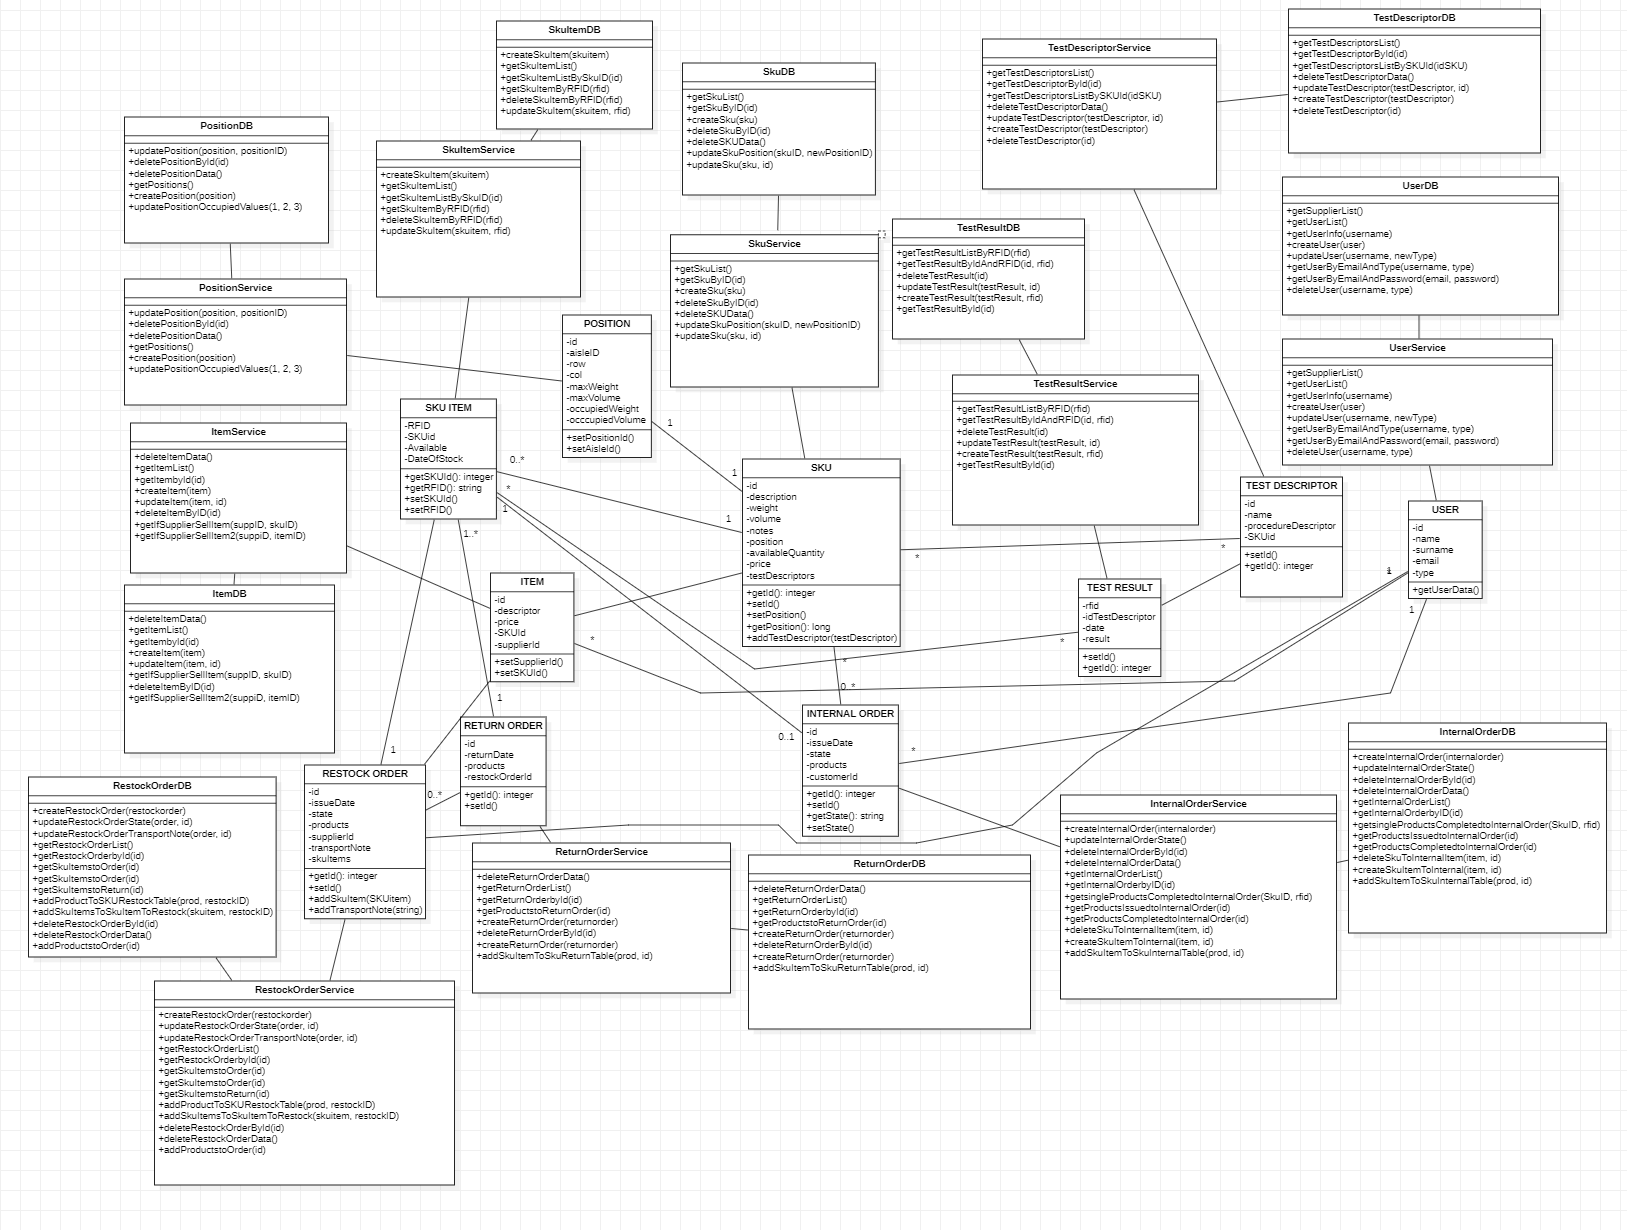 SkuItemDB
+createSkuItem(skuitem)
+getSkuItemList()
+getSkuItemListBySkuID(id)
+getSkuItemByRFID(rfid)
+deleteSkuItemByRFID(rfid)
+updateSkuItem(skuitem, rfid)
SkuDB
+getSkuList()
+getSkuByID(id)
+createSku(sku)
+deleteSkuByID(id)
+deleteSKUData()
+updateSkuPosition(skuID, newPositionID)
+updateSku(sku, id)
TestDescriptorService
+getTestDescriptorsList()
+getTestDescriptorById(id)
+getTestDescriptorsListBySKUId(idSKU)
+deleteTestDescriptorData()
+updateTestDescriptor(testDescriptor, id)
+createTestDescriptor(testDescriptor)
+deleteTestDescriptor(id)
TestDescriptorDB
+getTestDescriptorsList()
+getTestDescriptorById(id)
+getTestDescriptorsListBySKUId(idSKU)
+deleteTestDescriptorData()
+updateTestDescriptor(testDescriptor, id)
+createTestDescriptor(testDescriptor)
+deleteTestDescriptor(id)
PositionDB
+updatePosition(position, positionID)
+deletePositionById(id)
+deletePositionData()
+getPositions()
+createPosition(position)
+updatePositionOccupiedValues(1, 2, 3)
SkuItemService
+createSkuItem(skuitem)
+getSkuItemList()
+getSkuItemListBySkuID(id)
+getSkuItemByRFID(rfid)
+deleteSkuItemByRFID(rfid)
+updateSkuItem(skuitem, rfid)
UserDB
+getSupplierList()
+getUserList()
+getUserInfo(username)
+createUser(user)
+updateUser(username, newType)
+getUserByEmailAndType(username, type)
+getUserByEmailAndPassword(email, password)
+deleteUser(username, type)
SkuService
+getSkuList()
+getSkuByID(id)
+createSku(sku)
+deleteSkuByID(id)
+deleteSKUData()
+updateSkuPosition(skuID, newPositionID)
+updateSku(sku, id)
TestResultDB
+getTestResultListByRFID(rfid)
+getTestResultByIdAndRFID(id, rfid)
+deleteTestResult(id)
+updateTestResult(testResult, id)
+createTestResult(testResult, rfid)
+getTestResultById(id)
PositionService
+updatePosition(position, positionID)
+deletePositionById(id)
+deletePositionData()
+getPositions()
+createPosition(position)
+updatePositionOccupiedValues(1, 2, 3)
POSITION
-id
-aisleID
-row
-col
-maxWeight
-maxVolume
-occupiedWeight
-occcupiedVolume
+setPositionId()
+setAisleId()
1
1
UserService
+getSupplierList()
+getUserList()
+getUserInfo(username)
+createUser(user)
+updateUser(username, newType)
+getUserByEmailAndType(username, type)
+getUserByEmailAndPassword(email, password)
+deleteUser(username, type)
TestResultService
+getTestResultListByRFID(rfid)
+getTestResultByIdAndRFID(id, rfid)
+deleteTestResult(id)
+updateTestResult(testResult, id)
+createTestResult(testResult, rfid)
+getTestResultById(id)
SKU ITEM
-RFID
-SKUid
-Available
-DateOfStock
+getSKUId(): integer
+getRFID(): string
+setSKUId()
+setRFID()
0..*
*
1
1..*
1
ItemService
+deleteItemData()
+getItemList()
+getItembyId(id)
+createItem(item)
+updateItem(item, id)
+deleteItemByID(id)
+getIfSupplierSellItem(suppID, skuID)
+getIfSupplierSellItem2(suppiD, itemID)
SKU
-id
-description
-weight
-volume
-notes
-position
-availableQuantity
-price
-testDescriptors
+getId(): integer
+setId()
+setPosition()
+getPosition(): long
+addTestDescriptor(testDescriptor)
*
*
TEST DESCRIPTOR
-id
-name
-procedureDescriptor
-SKUid
+setId()
+getId(): integer
USER
-id
-name
-surname
-email
-type
+getUserData()
1
1
ITEM
-id
-descriptor
-price
-SKUId
-supplierId
+setSupplierId()
+setSKUId()
*
TEST RESULT
-rfid
-idTestDescriptor
-date
-result
+setId()
+getId(): integer
*
*
0..*
ItemDB
+deleteItemData()
+getItemList()
+getItembyId(id)
+createItem(item)
+updateItem(item, id)
+getIfSupplierSellItem(suppID, skuID)
+deleteItemByID(id)
+getIfSupplierSellItem2(suppiD, itemID)
1
RETURN ORDER
-id
-returnDate
-products
-restockOrderId
+getId(): integer
+setId()
0..*
1
INTERNAL ORDER
-id
-issueDate
-state
-products
-customerId
+getId(): integer
+setId()
+getState(): string
+setState()
0..1
*
InternalOrderDB
+createInternalOrder(internalorder)
+updateInternalOrderState()
+deleteInternalOrderById(id)
+deleteInternalOrderData()
+getInternalOrderList()
+getInternalOrderbyID(id)
+getsingleProductsCompletedtoInternalOrder(SkuID, rfid)
+getProductsIssuedtoInternalOrder(id)
+getProductsCompletedtoInternalOrder(id)
+deleteSkuToInternalItem(item, id)
+createSkuItemToInternal(item, id)
+addSkuItemToSkuInternalTable(prod, id)
RestockOrderDB
+createRestockOrder(restockorder)
+updateRestockOrderState(order, id)
+updateRestockOrderTransportNote(order, id)
+getRestockOrderList()
+getRestockOrderbyId(id)
+getSkuItemstoOrder(id)
+getSkuItemstoOrder(id)
+getSkuItemstoReturn(id)
+addProductToSKURestockTable(prod, restockID)
+addSkuItemsToSkuItemToRestock(skuitem, restockID)
+deleteRestockOrderById(id)
+deleteRestockOrderData()
+addProductstoOrder(id)
RESTOCK ORDER
-id
-issueDate
-state
-products
-supplierId
-transportNote
-skuItems
+getId(): integer
+setId()
+addSkuItem(SKUitem)
+addTransportNote(string)
InternalOrderService
+createInternalOrder(internalorder)
+updateInternalOrderState()
+deleteInternalOrderById(id)
+deleteInternalOrderData()
+getInternalOrderList()
+getInternalOrderbyID(id)
+getsingleProductsCompletedtoInternalOrder(SkuID, rfid)
+getProductsIssuedtoInternalOrder(id)
+getProductsCompletedtoInternalOrder(id)
+deleteSkuToInternalItem(item, id)
+createSkuItemToInternal(item, id)
+addSkuItemToSkuInternalTable(prod, id)
ReturnOrderService
+deleteReturnOrderData()
+getReturnOrderList()
+getReturnOrderbyId(id)
+getProductstoReturnOrder(id)
+createReturnOrder(returnorder)
+deleteReturnOrderById(id)
+createReturnOrder(returnorder)
+addSkuItemToSkuReturnTable(prod, id)
ReturnOrderDB
+deleteReturnOrderData()
+getReturnOrderList()
+getReturnOrderbyId(id)
+getProductstoReturnOrder(id)
+createReturnOrder(returnorder)
+deleteReturnOrderById(id)
+createReturnOrder(returnorder)
+addSkuItemToSkuReturnTable(prod, id)
RestockOrderService
+createRestockOrder(restockorder)
+updateRestockOrderState(order, id)
+updateRestockOrderTransportNote(order, id)
+getRestockOrderList()
+getRestockOrderbyId(id)
+getSkuItemstoOrder(id)
+getSkuItemstoOrder(id)
+getSkuItemstoReturn(id)
+addProductToSKURestockTable(prod, restockID)
+addSkuItemsToSkuItemToRestock(skuitem, restockID)
+deleteRestockOrderById(id)
+deleteRestockOrderData()
+addProductstoOrder(id)